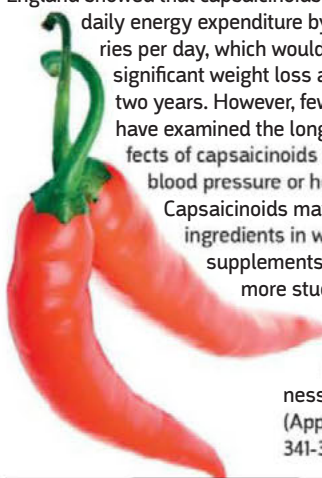 England showed that capsaicinoids
daily energy expenditure by
ries per day, which would
significant weight loss a
two years. However, few
have examined the long
fects of capsaicinoids
blood pressure or h
Capsaicinoids ma
ingredients in w
supplements
more stu
ness
(App
341-3